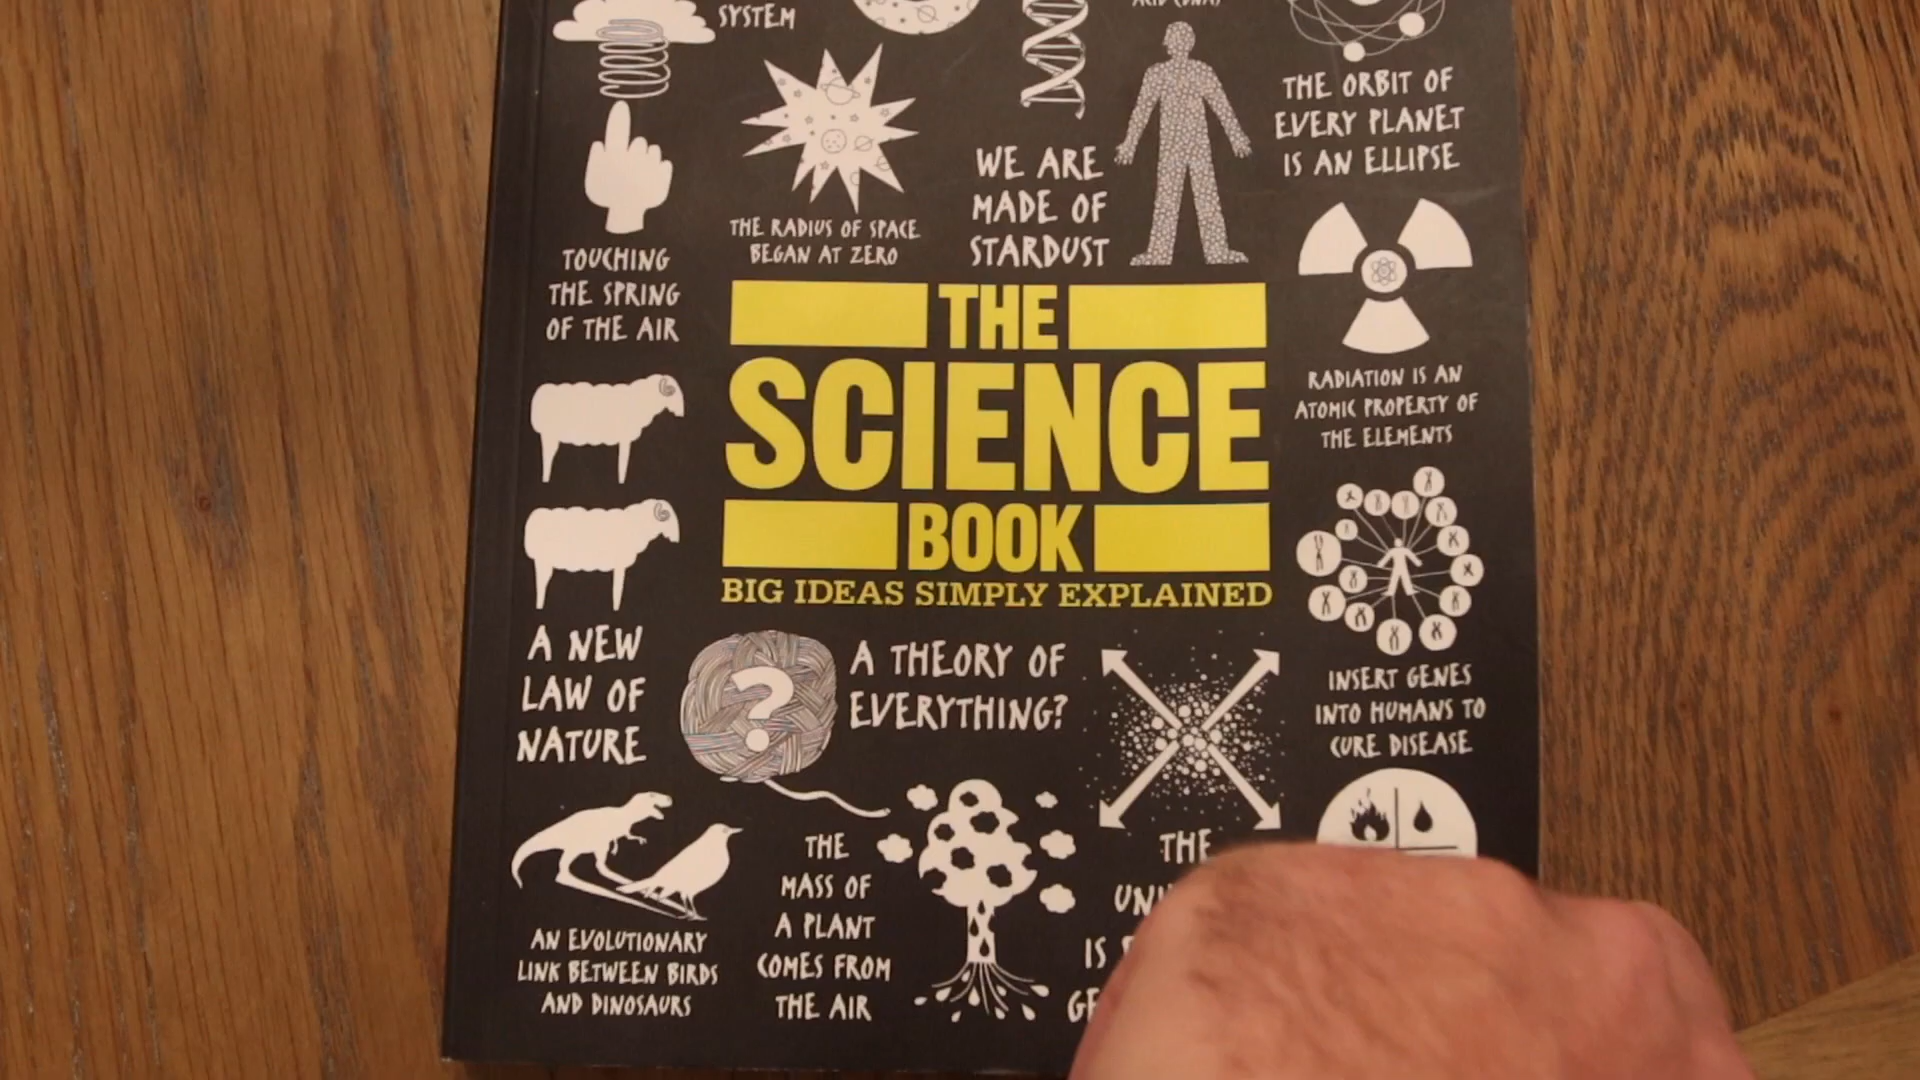 SYSTEM
THE ORBIT OF
EVERY PLANET
IS AN ELLIPSE
WE ARE
MADE OF
STARDUST
THE RADIUS OF SPACE
BEGAN AT ZERO
TOUCHING
THE SPRING
OF THE AIR
THE
SCIENCE
BOOK
BIG IDEAS SIMPLY EXPLAINED
RADIATION IS AN
ATOMIC PROPERTY OF
THE ELEMENTS
A NEW
LAW OF
NATURE
?
A THEORY OF
EVERYTHING?
INSERT GENES
INTO HUMANS TO
CURE DISEASE
AN EVOLUTIONARY
LINK BETWEEN BIRDS
AND DINOSAURS
THE
MASS OF
A PLANT
COMES FROM
THE AIR
THE
IS